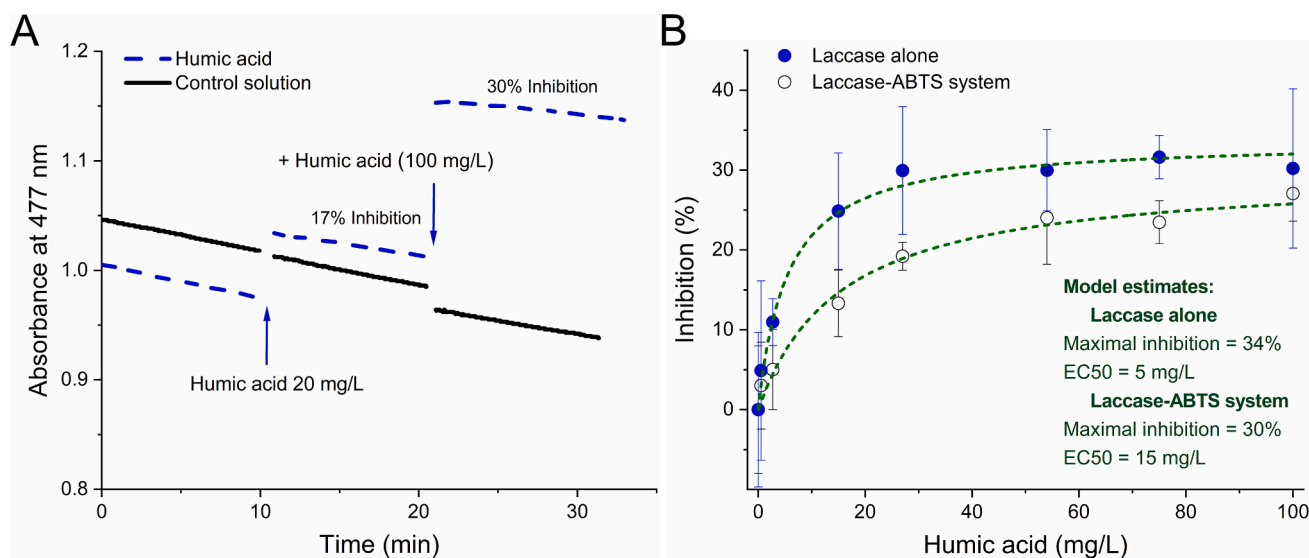 A
Humic acid
Control solution
30% Inhibition
+ Humic acid (100 mg/L)
17% Inhibition
Humic acid 20 mg/L
Absorbance at 477 nm
1.2
1.1
1.0
0.9
0.8
0
10
20
30
Time (min)
B
Laccase alone
Laccase-ABTS system
Inhibition (%)
40
30
20
10
0
Model estimates:
Laccase alone
Maximal inhibition = 34%
EC50 = 5 mg/L
Laccase-ABTS system
Maximal inhibition = 30%
EC50 = 15 mg/L
0
20
40
60
80
100
Humic acid (mg/L)